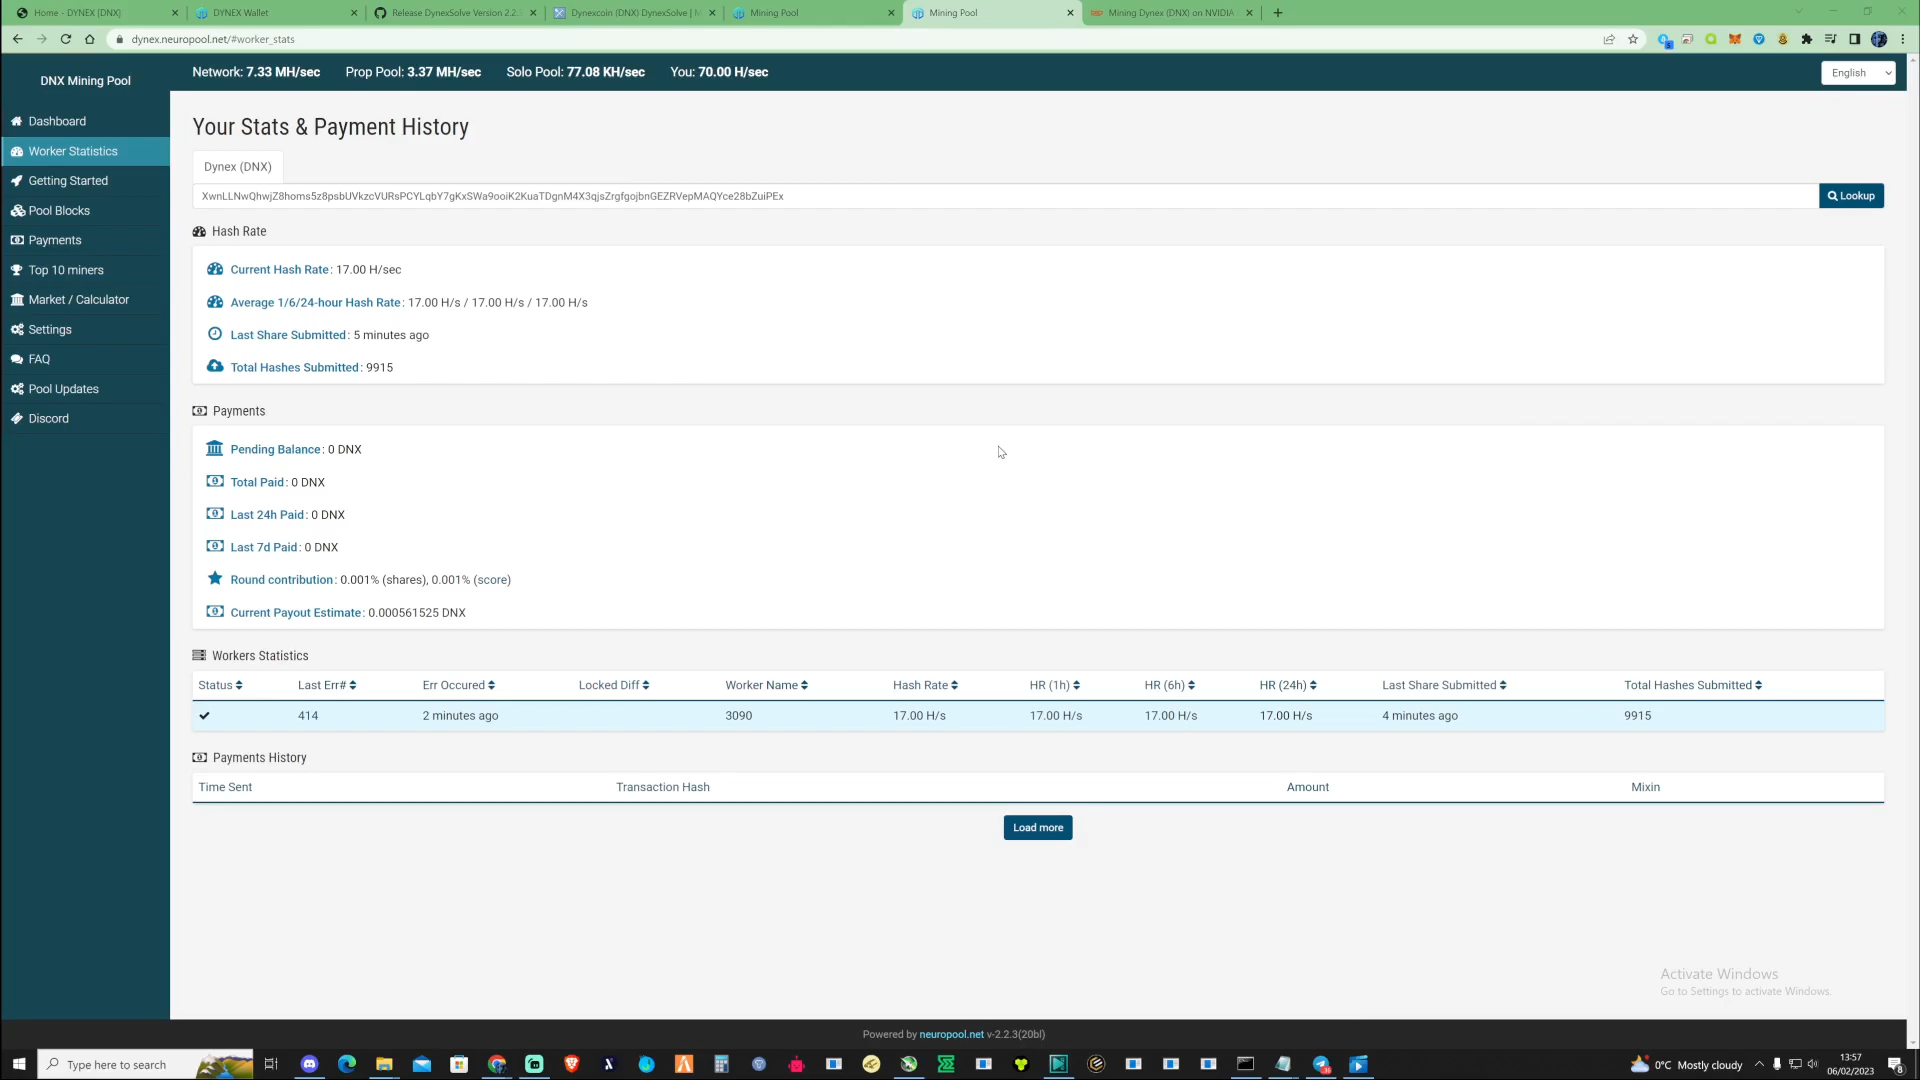 Home - DYNEX [DNX]
DYNEX Wallet
Release DynexSolve Version 2.2.
Dynexcoin (DNX) DynexSolve | M
Mining Pool
Mining Pool
Mining Dynex (DNX) on NVIDIA
dynex.neuropool.net/#worker_stats
DNX Mining Pool
Network: 7.33 MH/sec
Prop Pool: 3.37 MH/sec
Solo Pool: 77.08 KH/sec
You: 70.00 H/sec
English
Dashboard
Worker Statistics
Getting Started
Pool Blocks
Payments
Top 10 miners
Market / Calculator
Settings
FAQ
Pool Updates
Discord
Your Stats & Payment History
Dynex (DNX)
XwnLLNwQhwjZ8homs5z8psbUVkzcVURsPCYLqbY7gKxSWa9ooiK2KuaTDgnM4X3qjsZrgfgojbnGEZRVepMAQYce28bZuiPEx
Lookup
Hash Rate
Current Hash Rate: 17.00 H/sec
Average 1/6/24-hour Hash Rate: 17.00 H/s / 17.00 H/s / 17.00 H/s
Last Share Submitted: 5 minutes ago
Total Hashes Submitted: 9915
Payments
Pending Balance: 0 DNX
Total Paid: 0 DNX
Last 24h Paid: 0 DNX
Last 7d Paid: 0 DNX
Round contribution: 0.001% (shares), 0.001% (score)
Current Payout Estimate: 0.000561525 DNX
Workers Statistics
Status Last Err# Err Occured Locked Diff Worker Name Hash Rate HR (1h) HR (6h) HR (24h) Last Share Submitted Total Hashes Submitted
414 2 minutes ago 3090 17.00 H/s 17.00 H/s 17.00 H/s 17.00 H/s 4 minutes ago 9915
Payments History
Time Sent Transaction Hash Amount Mixin
Load more
Activate Windows
Go to Settings to activate Windows.
Powered by neuropool.net v-2.2.3(20bl)
Type here to search
0°C Mostly cloudy
13:57
06/02/2023
8